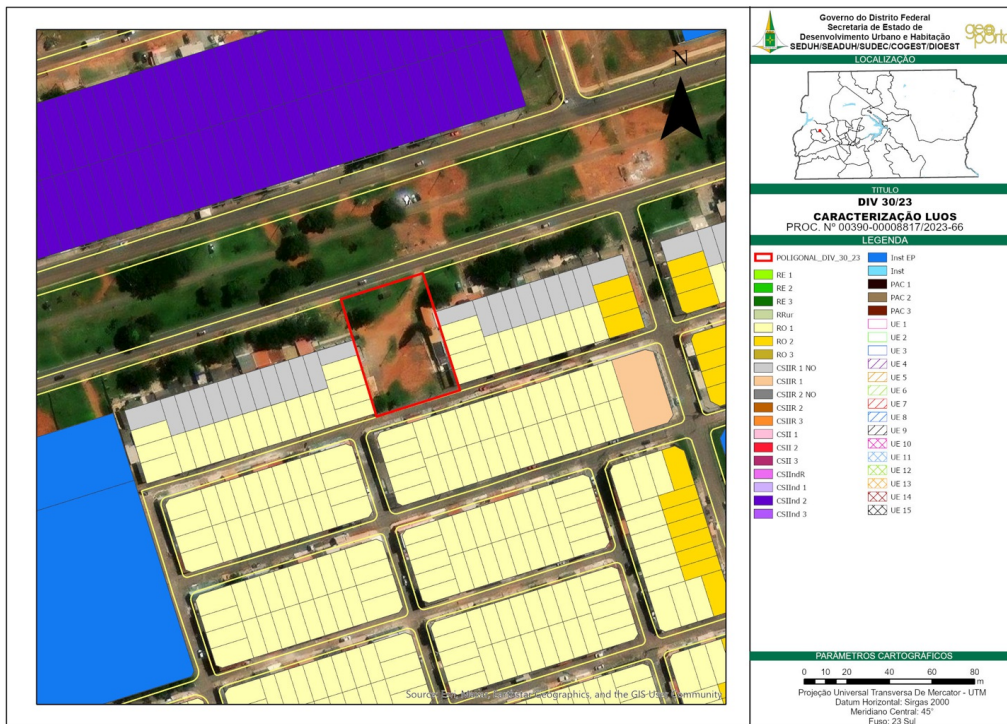 N
Governo do Distrito Federal
Secretaria de Estado de
Desenvolvimento Urbano e Habitação
SEDUH/SEADUH/SUDEC/COGEST/DIOEST
LOCALIZAÇÃO
TITULO
DIV 30/23
CARACTERIZAÇÃO LUOS
PROC. Nº 00390-00008817/2023-66
LEGENDA
POLIGONAL_DIV_30_23
RE 1
RE 2
RE 3
RRur
RO 1
RO 2
RO 3
CSIIR 1 NO
CSIIR 1
CSIIR 2 NO
CSIIR 2
CSIIR 3
CSII 1
CSII 2
CSII 3
CSIIndR
CSIInd 1
CSIInd 2
CSIInd 3
Inst EP
Inst
PAC 1
PAC 2
PAC 3
UE 1
UE 2
UE 3
UE 4
UE 5
UE 6
UE 7
UE 8
UE 9
UE 10
UE 11
UE 12
UE 13
UE 14
UE 15
PARÂMETROS CARTOGRÁFICOS
0 10 20 40 60 80
m
Projeção Universal Transversa De Mercator - UTM
Datum Horizontal: Sirgas 2000
Meridiano Central: 45°
Fuso: 23 Sul
Geographics, and the GIS User Community